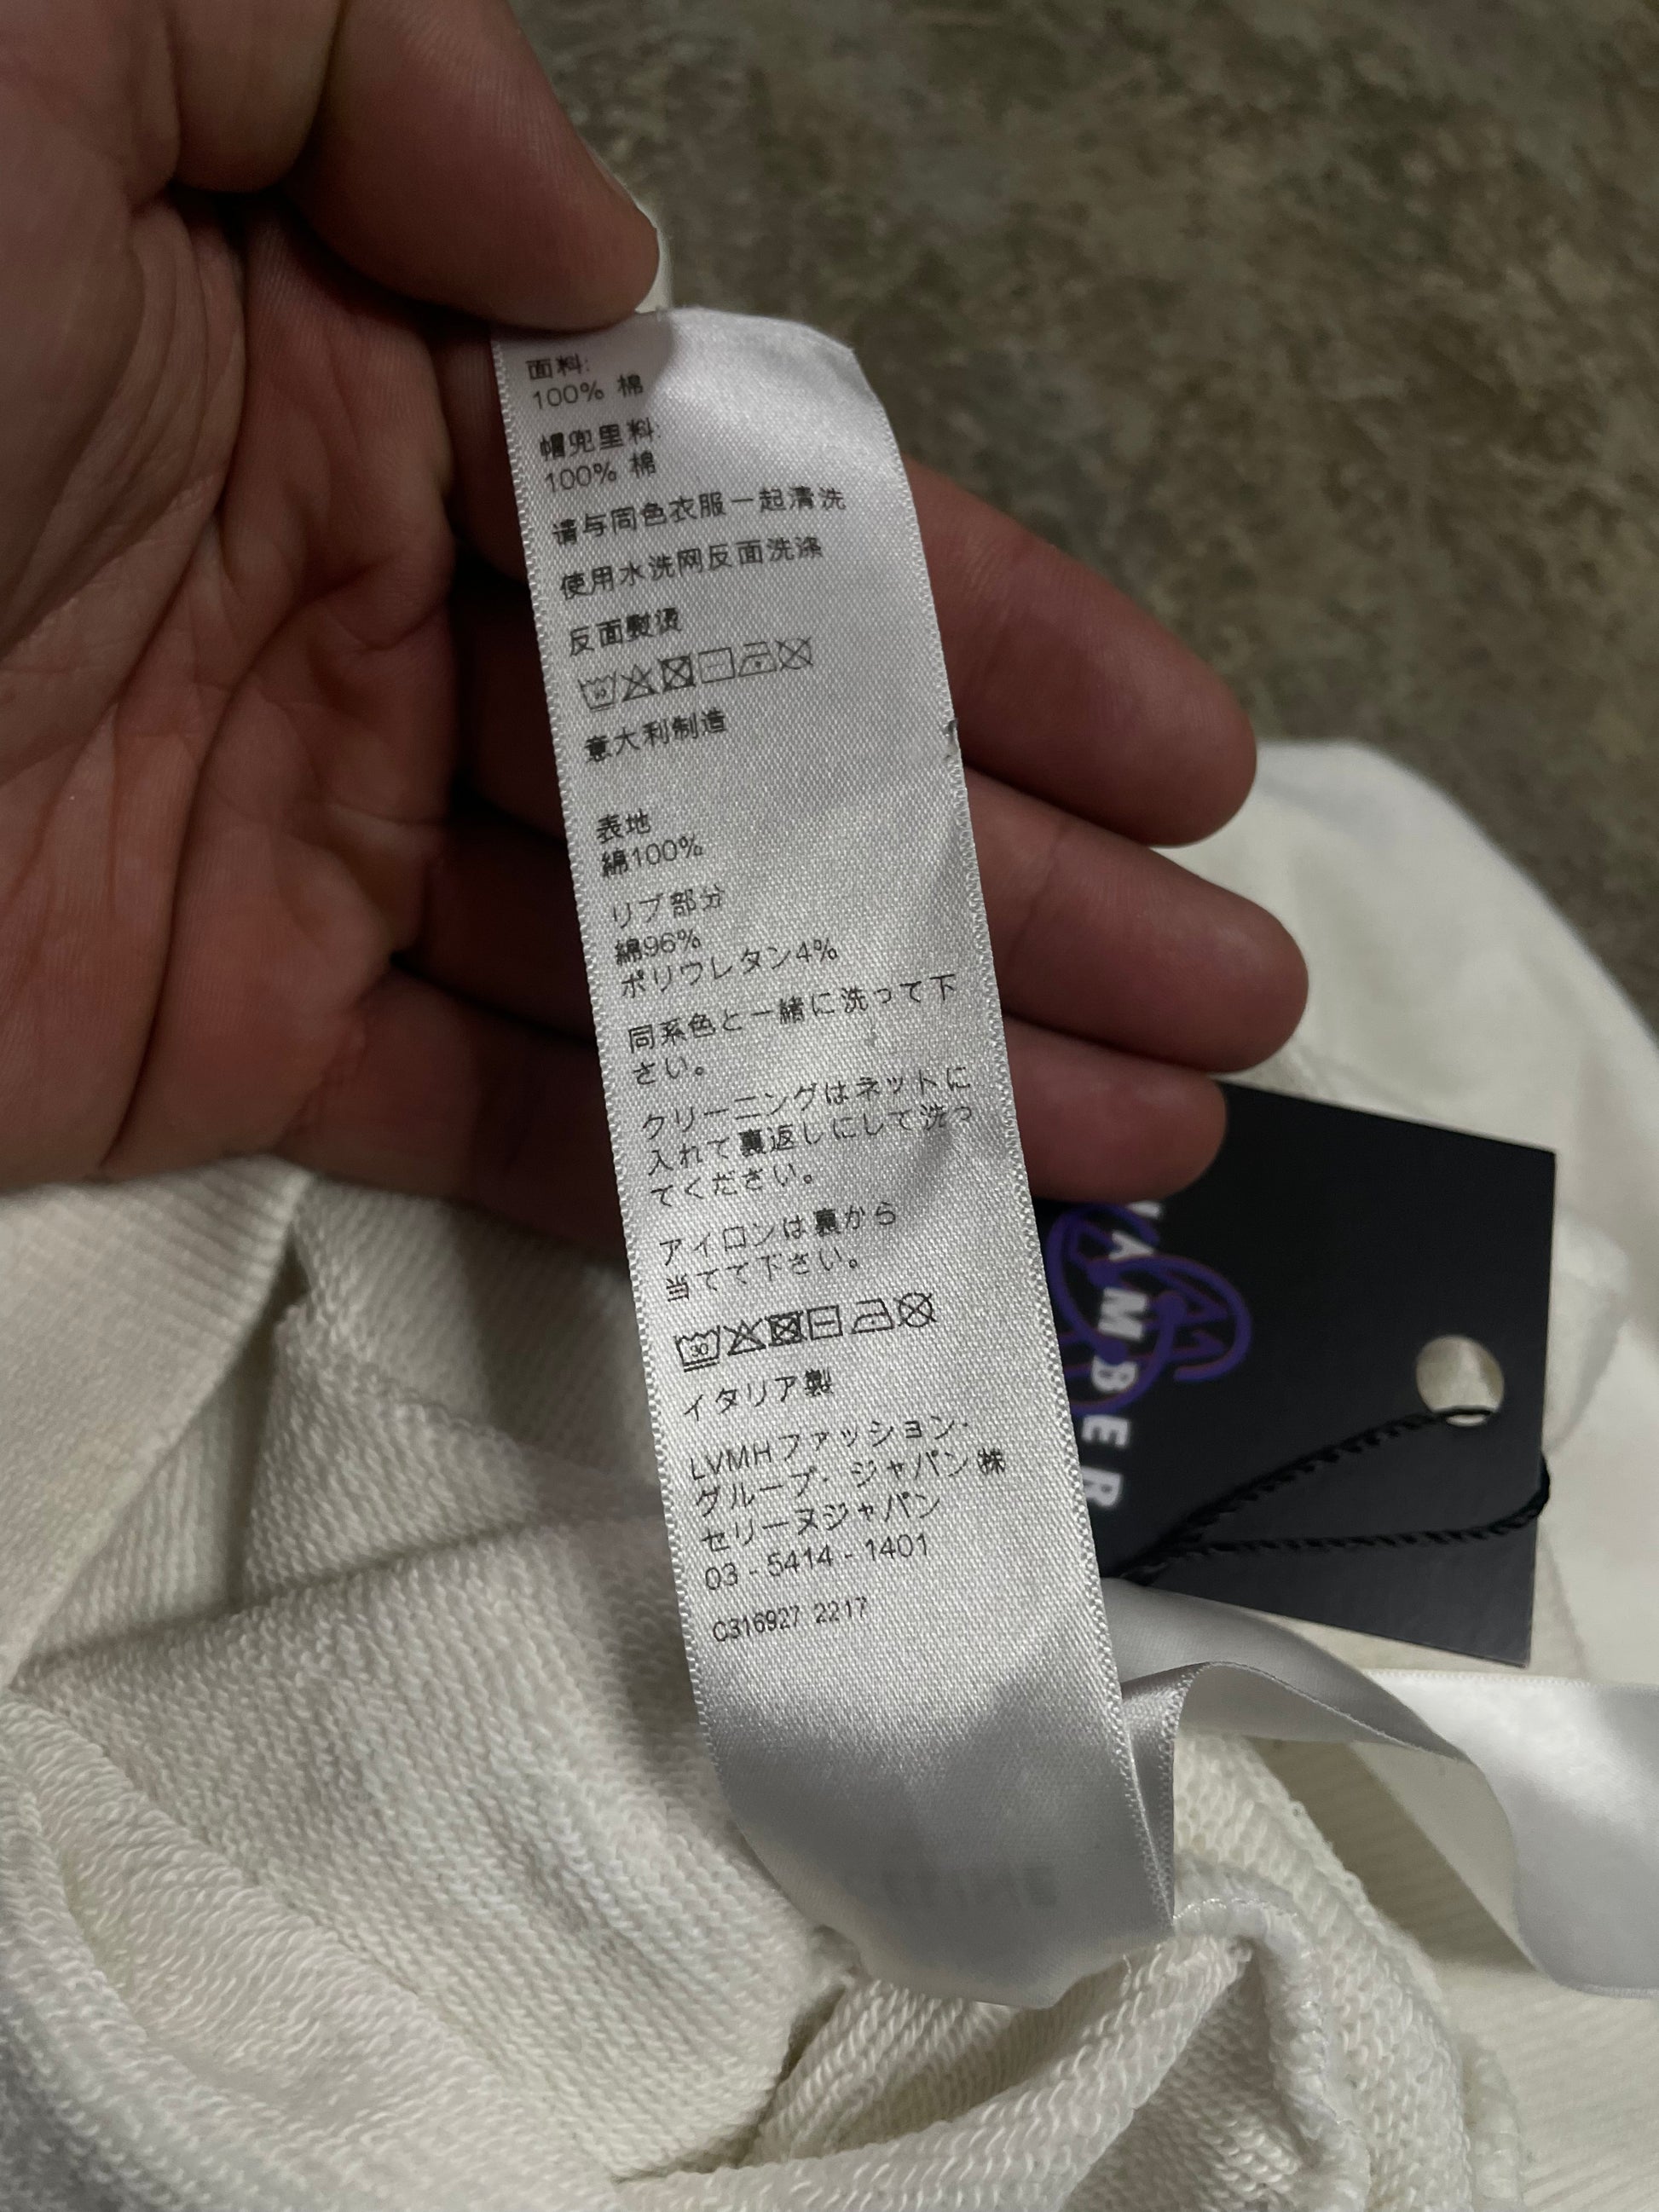 面料:
100% 棉
帽兜里料:
100% 棉
请与同色衣服一起清洗
使用水洗网反面洗涤
反面熨烫
30
意大利制造
表地
綿100%
リブ部分
綿96%
ポリウレタン4%
同系色と一緒に洗って下
さい。
クリーニングはネットに
入れて裏返しにして洗っ
てください。
アイロンは裏から
当てて下さい。
30
イタリア製
LVMHファッション・
グループ・ジャパン㈱
セリーヌジャパン
03 - 5414 - 1401
C316927 2217
AMBER